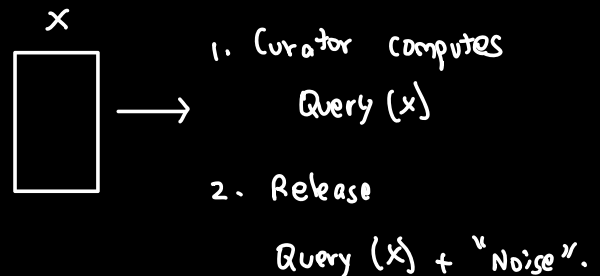 X
1. Curator computes
Query (X)
2. Release
Query (X) + "Noise".